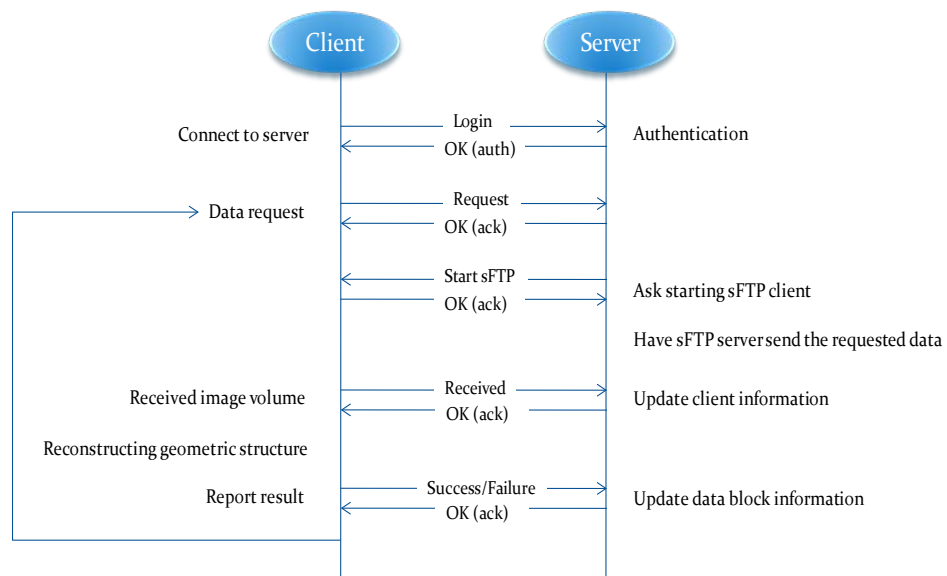 Client
Server
Login
Connect to server
Authentication
OK (auth)
Request
Data request
OK (ack)
Start sFTP
Ask starting sFTP client
OK (ack)
Have sFTP server send the requested data
Received
Received image volume
Update client information
OK (ack)
Reconstructing geometric structure
Success/Failure
Report result
Update data block information
OK (ack)